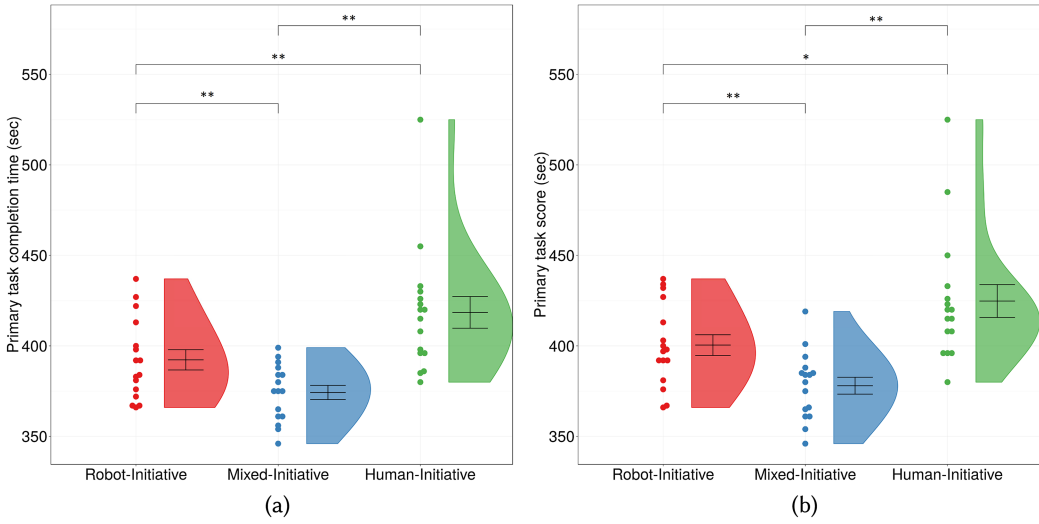 Primary task completion time (sec)
550
500
450
400
350
**
**
**
Robot-Initiative
Mixed-Initiative
Human-Initiative
(a)
Primary task score (sec)
550
500
450
400
350
**
*
**
Robot-Initiative
Mixed-Initiative
Human-Initiative
(b)